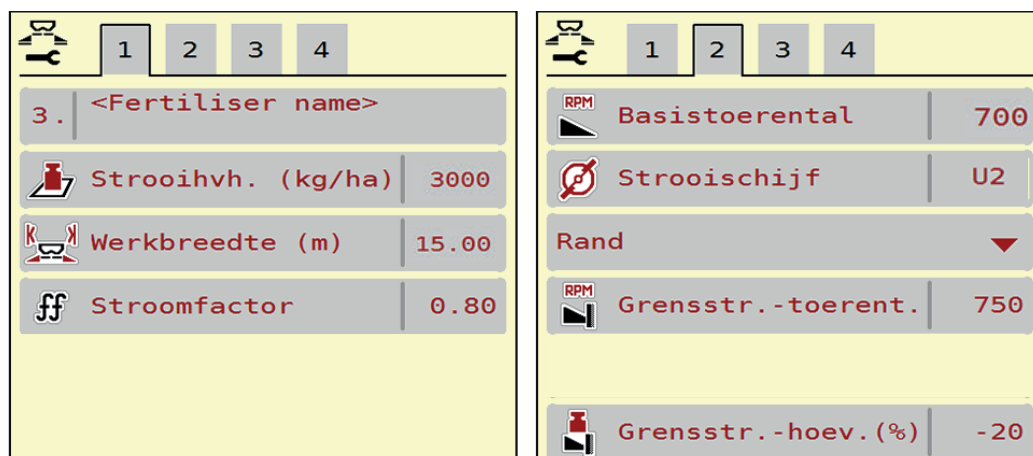 1 2 3 4
3. <Fertiliser name>
Strooihvh. (kg/ha) 3000
K K Werkbreedte (m) 15.00
ff Stroomfactor 0.80
1 2 3 4
RPM Basistoerental 700
Strooischijf U2
Rand
RPM Grensstr.-toerent. 750
Grensstr.-hoev.(%) -20